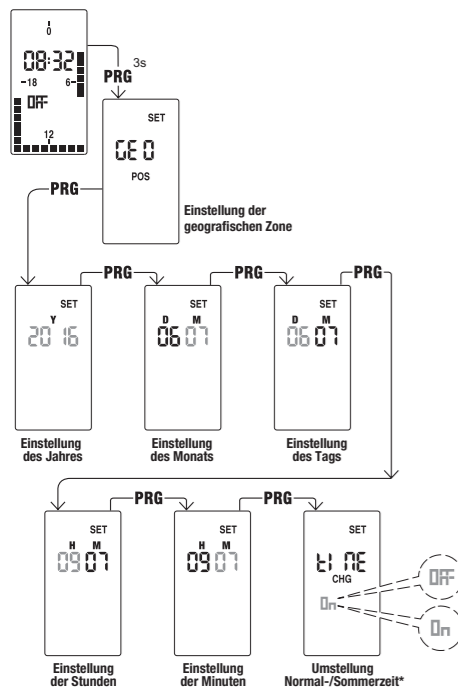 0
08:32
-18 6-
OFF
12
3s
PRG
SET
GEO
POS
PRG
Einstellung der
geografischen Zone
PRG PRG PRG
SET SET SET
Y D M D M
2016 06 07 06 07
Einstellung Einstellung Einstellung
des Jahres des Monats des Tags
PRG PRG
SET SET SET
H M H M tIME
09 07 09 07 CHG
OFF
On
On
Einstellung Einstellung Umstellung
der Stunden der Minuten Normal-/Sommerzeit*